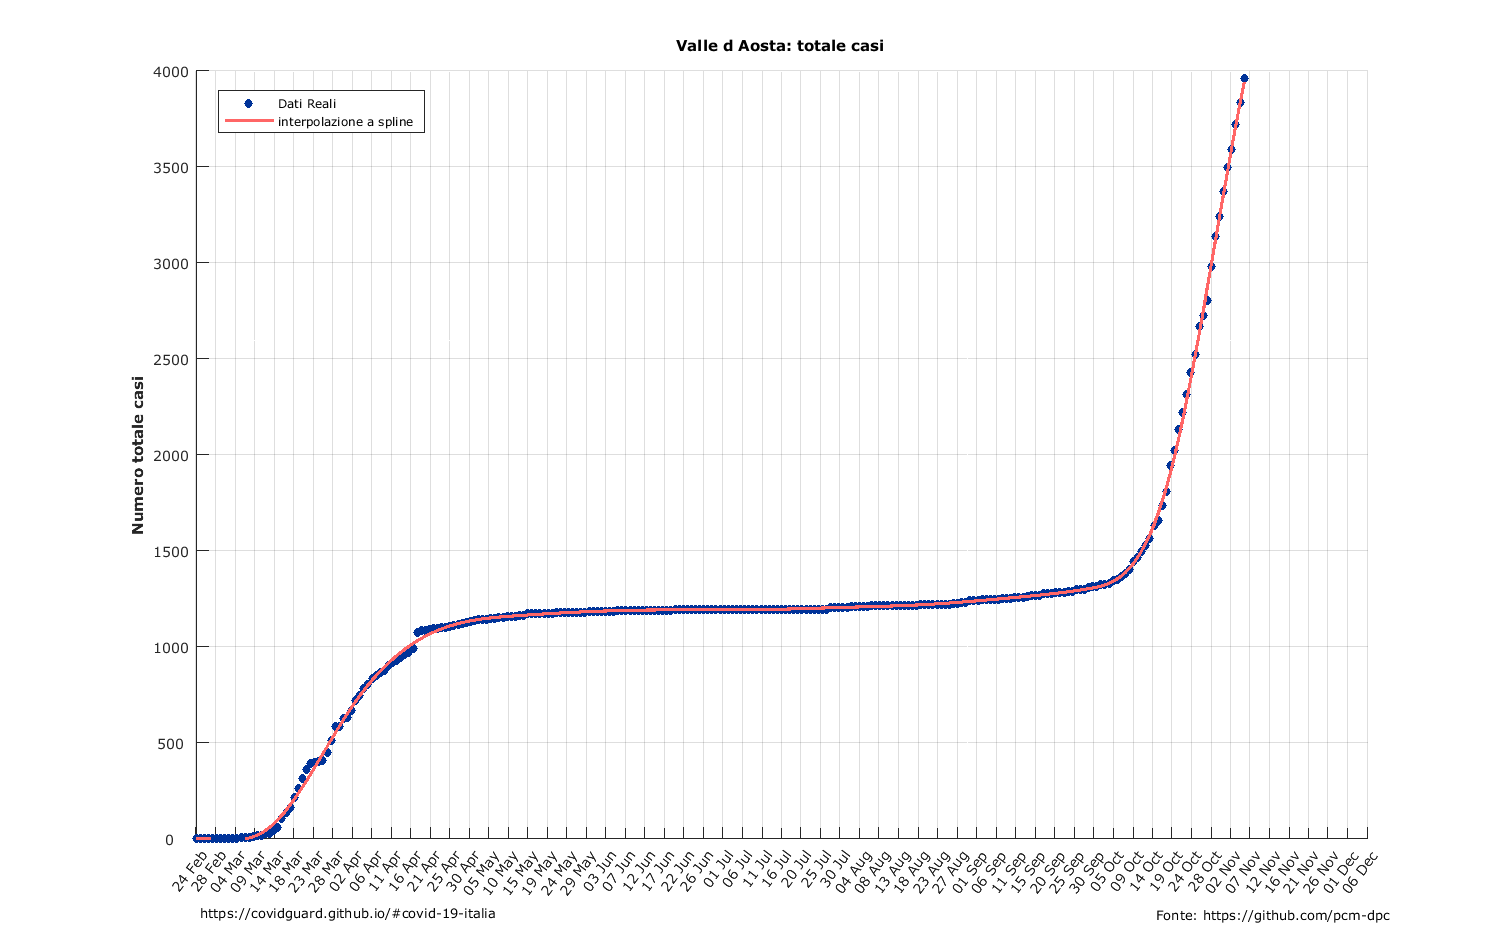 Valle d Aosta: totale casi
Dati Reali
interpolazione a spline
Numero totale casi
4000
3500
3000
2500
2000
1500
1000
500
0
24 Feb
28 Feb
04 Mar
09 Mar
14 Mar
18 Mar
23 Mar
28 Mar
02 Apr
06 Apr
11 Apr
16 Apr
21 Apr
25 Apr
30 Apr
05 May
10 May
15 May
19 May
24 May
29 May
03 Jun
07 Jun
12 Jun
17 Jun
22 Jun
26 Jun
01 Jul
06 Jul
11 Jul
16 Jul
20 Jul
25 Jul
30 Jul
04 Aug
08 Aug
13 Aug
18 Aug
23 Aug
27 Aug
01 Sep
06 Sep
11 Sep
15 Sep
20 Sep
25 Sep
30 Sep
05 Oct
09 Oct
14 Oct
19 Oct
24 Oct
28 Oct
02 Nov
07 Nov
12 Nov
16 Nov
21 Nov
26 Nov
01 Dec
06 Dec
https://covidguard.github.io/#covid-19-italia
Fonte: https://github.com/pcm-dpc